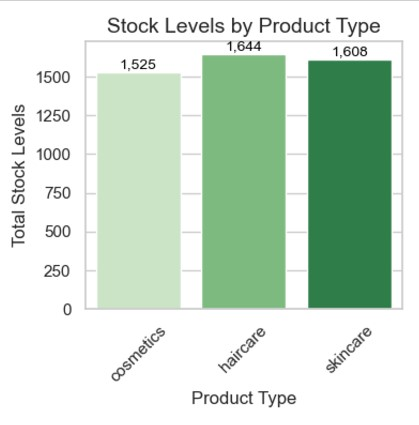 Stock Levels by Product Type
1,525
1,644
1,608
Total Stock Levels
1500
1250
1000
750
500
250
0
cosmetics
haircare
skincare
Product Type